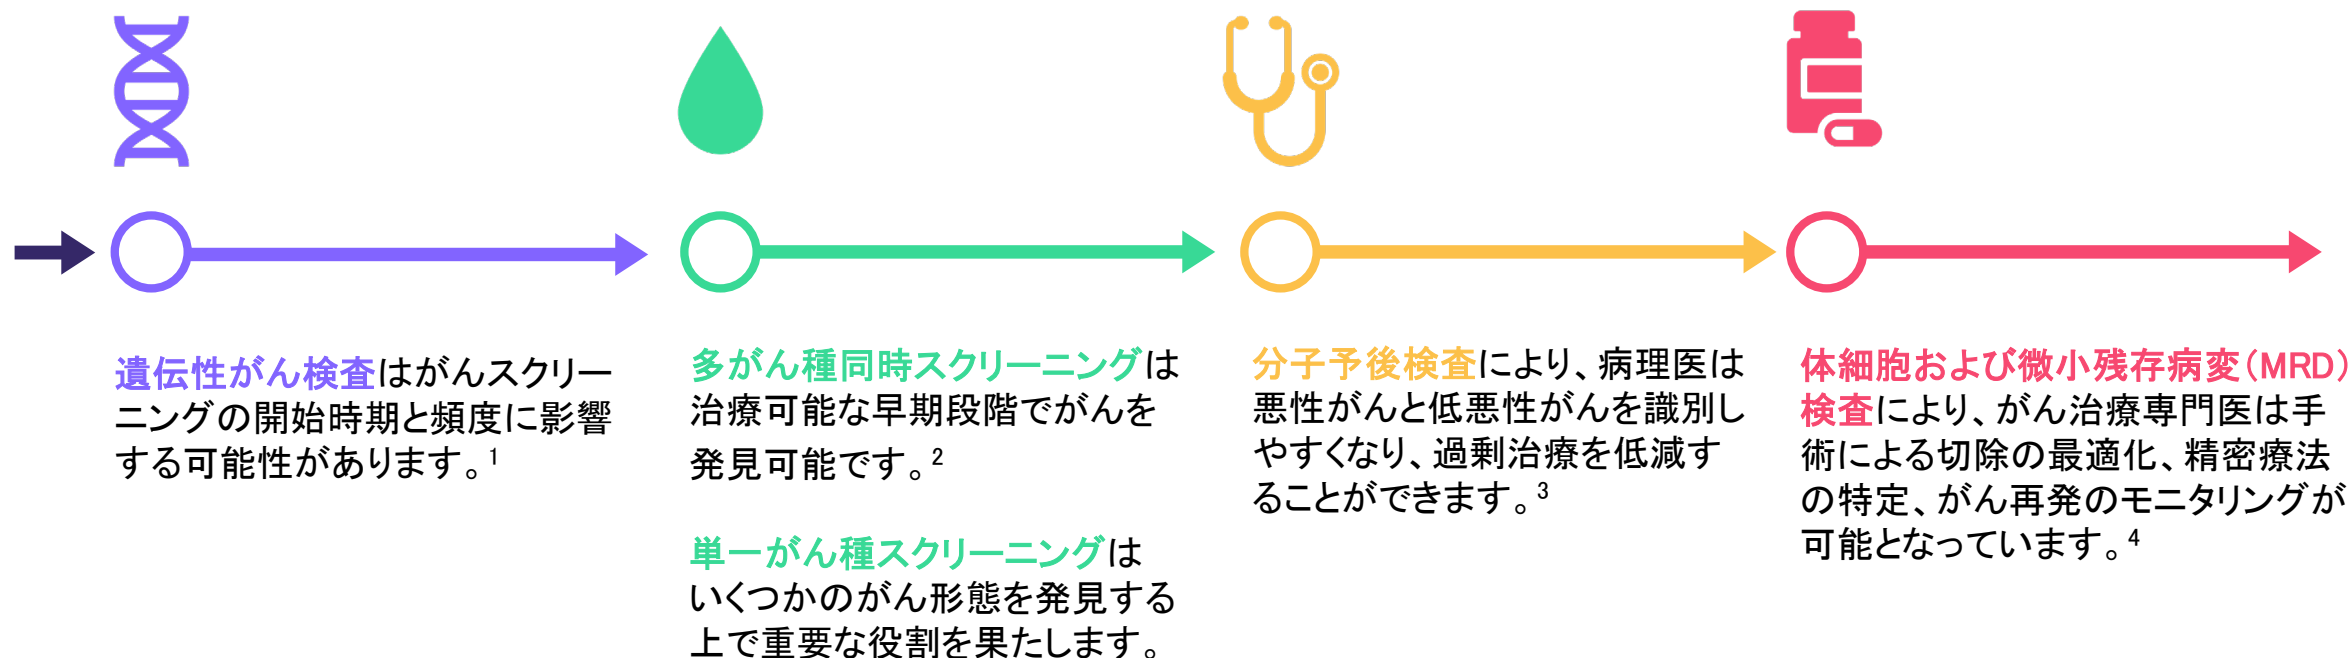 遺伝性がん検査はがんスクリー
ニングの開始時期と頻度に影響
する可能性があります。1
多がん種同時スクリーニングは
治療可能な早期段階でがんを
発見可能です。2
単一がん種スクリーニングは
いくつかのがん形態を発見する
上で重要な役割を果たします。
分子予後検査により、病理医は
悪性がんと低悪性がんを識別し
やすくなり、過剰治療を低減す
ることができます。3
体細胞および微小残存病変(MRD)
検査により、がん治療専門医は手
術による切除の最適化、精密療法
の特定、がん再発のモニタリングが
可能となっています。4